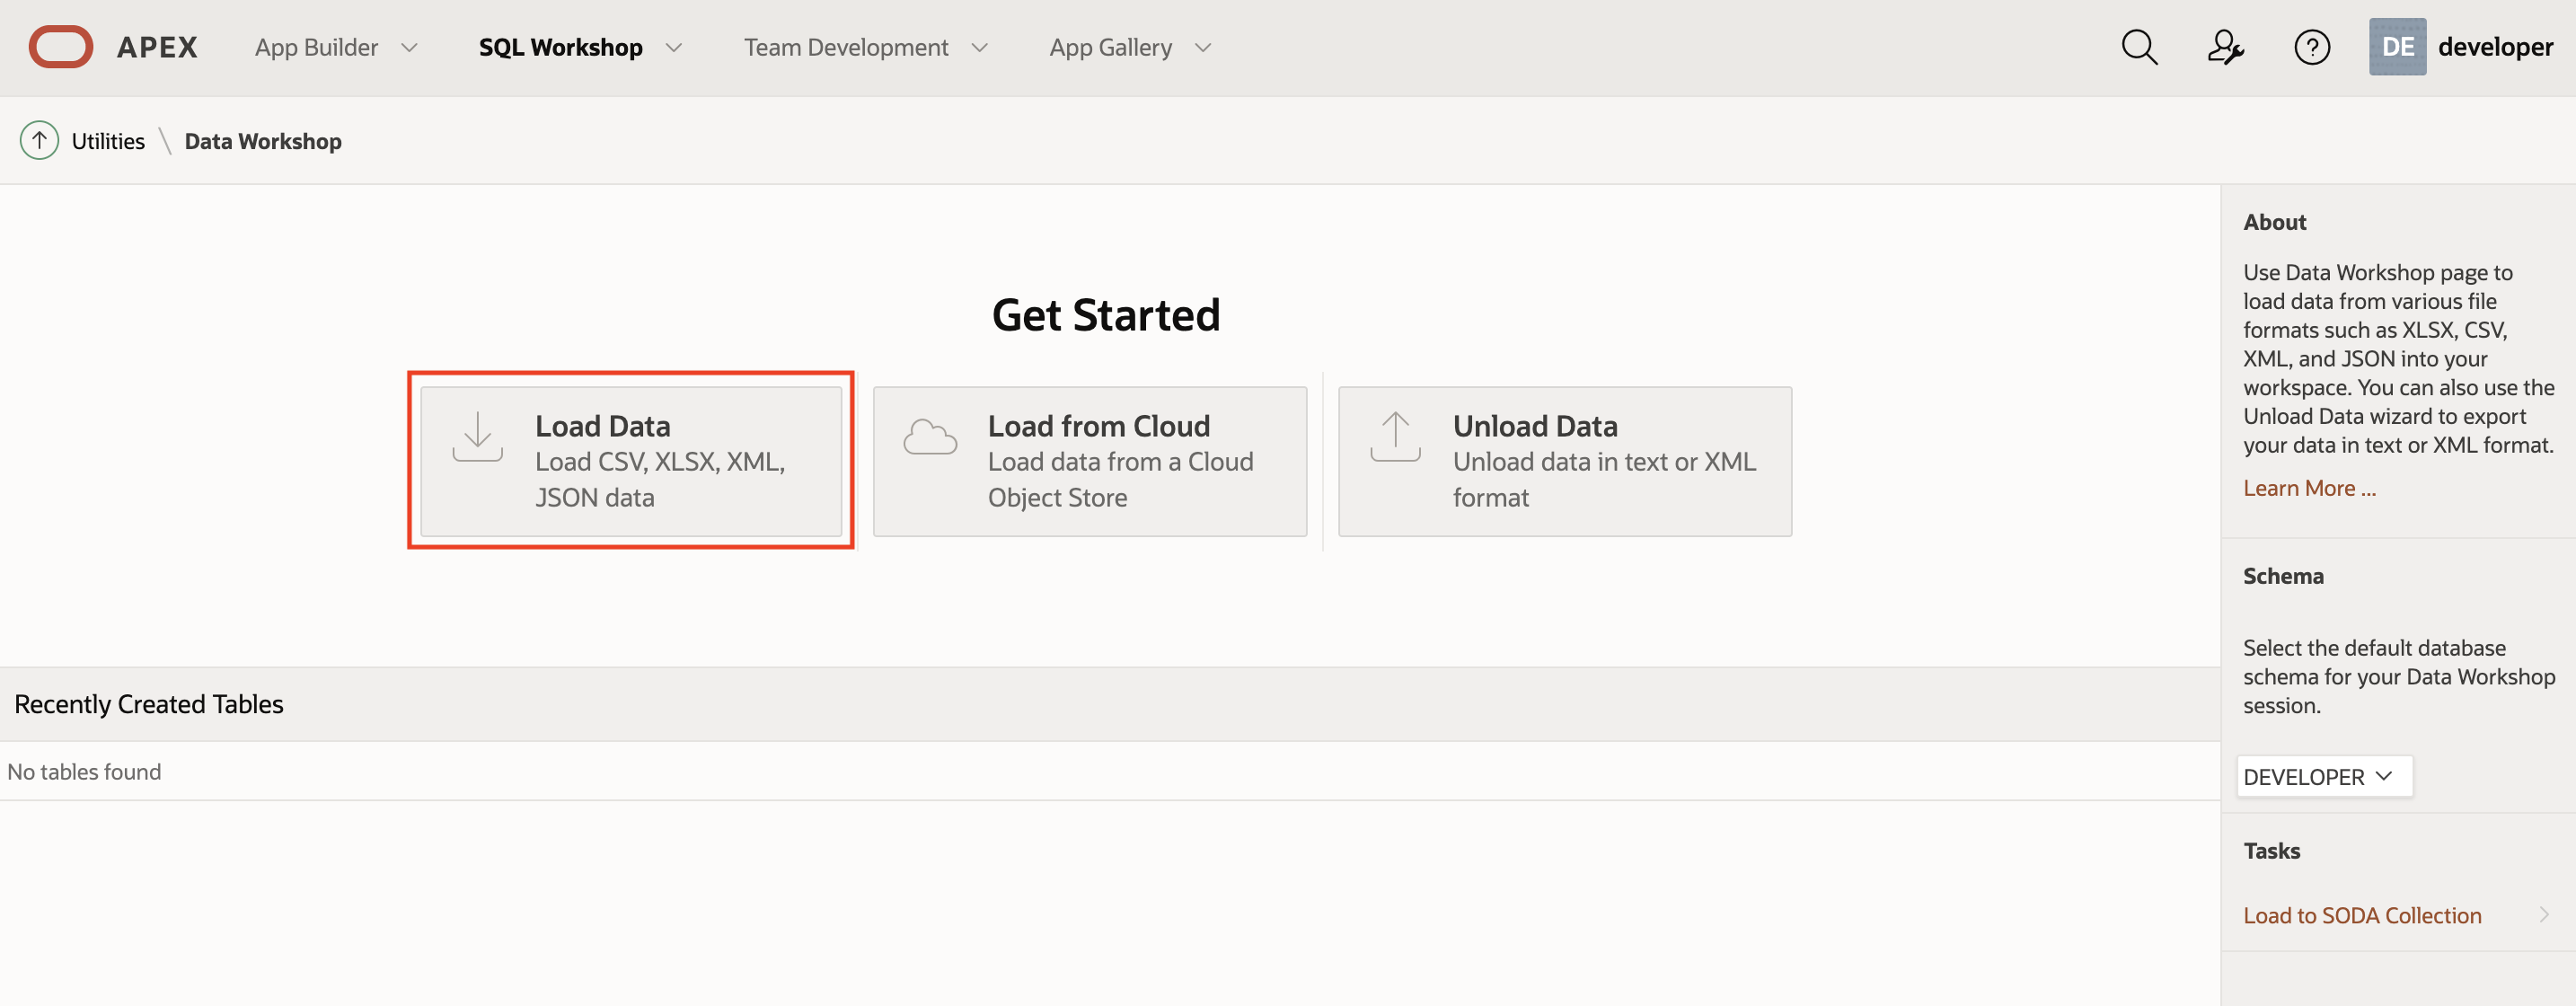 APEX App Builder SQL Workshop Team Development App Gallery ? DE developer
Utilities \ Data Workshop
Get Started
Load Data
Load CSV, XLSX, XML,
JSON data
Load from Cloud
Load data from a Cloud
Object Store
Unload Data
Unload data in text or XML
format
Recently Created Tables
No tables found
About
Use Data Workshop page to
load data from various file
formats such as XLSX, CSV,
XML, and JSON into your
workspace. You can also use the
Unload Data wizard to export
your data in text or XML format.
Learn More ...
Schema
Select the default database
schema for your Data Workshop
session.
DEVELOPER
Tasks
Load to SODA Collection